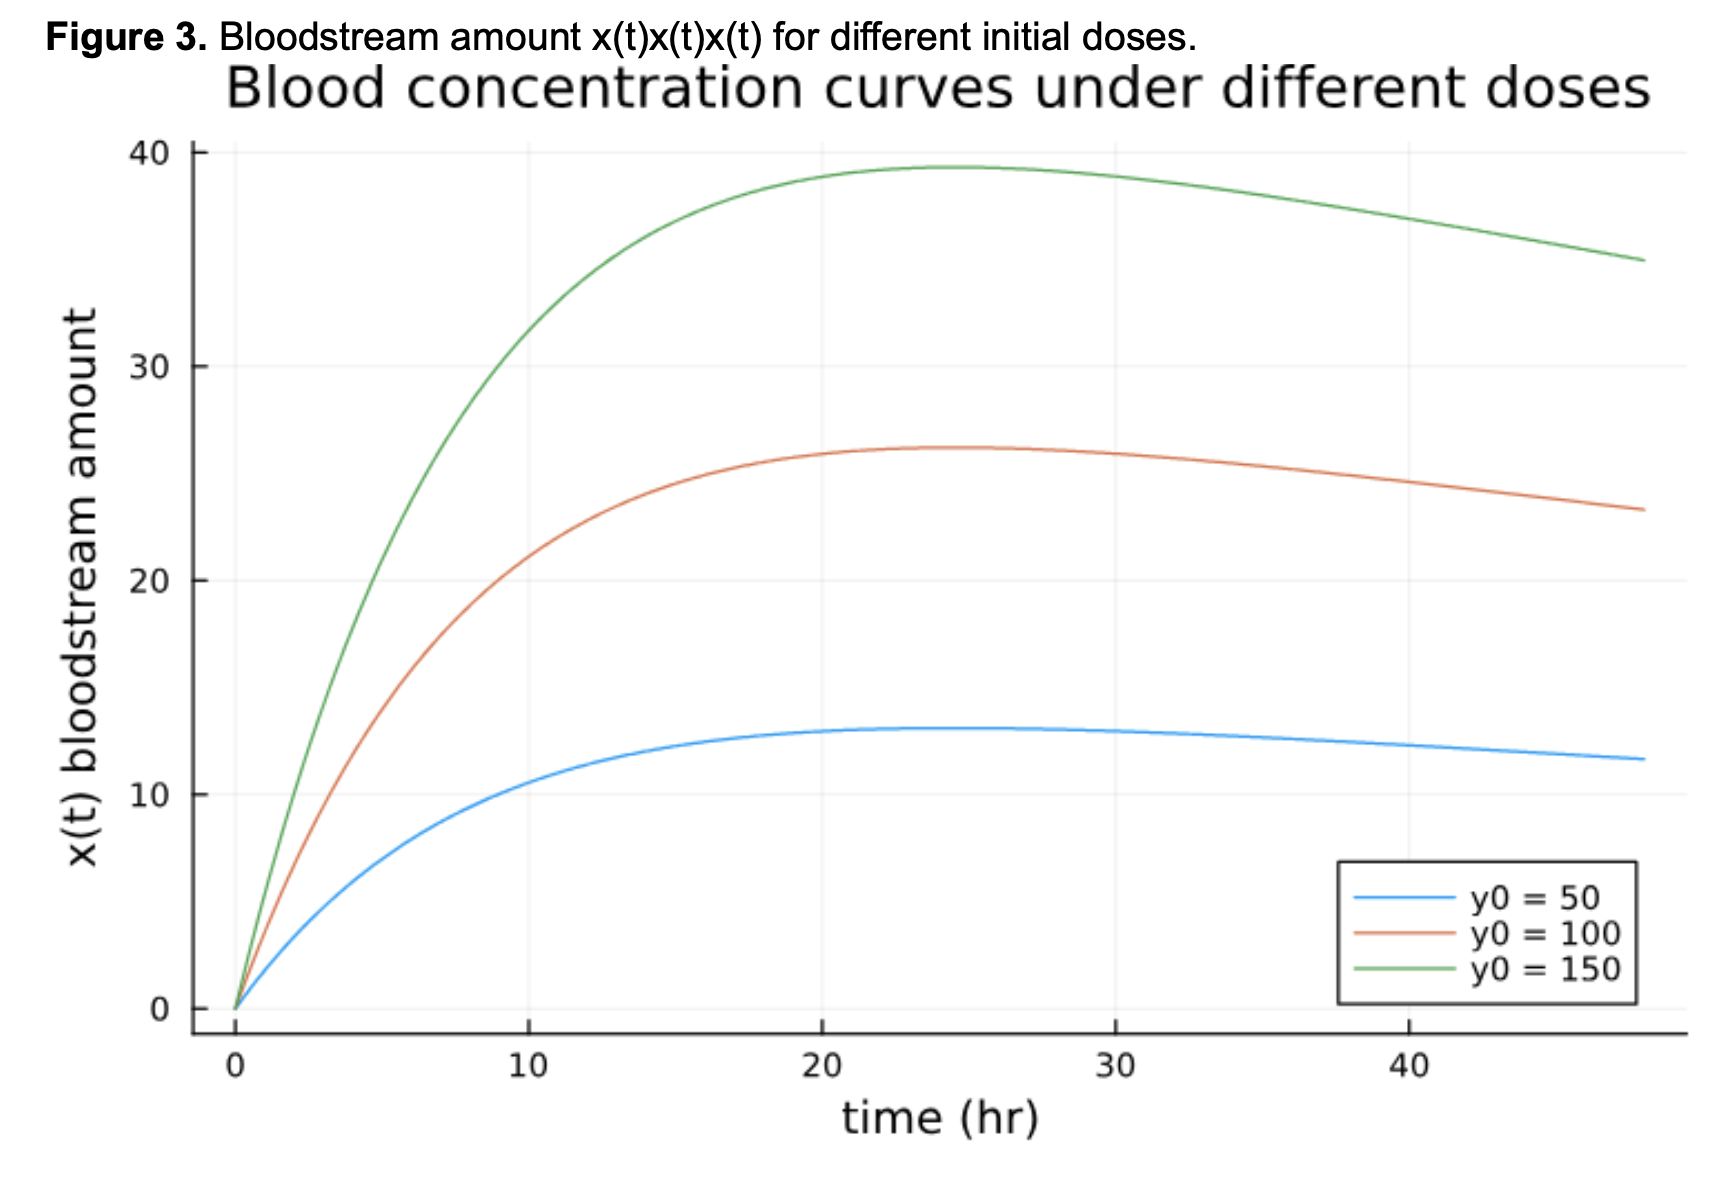 Figure 3. Bloodstream amount x(t)x(t)x(t) for different initial doses.
Blood concentration curves under different doses
40
30
20
10
0
x(t) bloodstream amount
y0 = 50
y0 = 100
y0 = 150
0 10 20 30 40
time (hr)